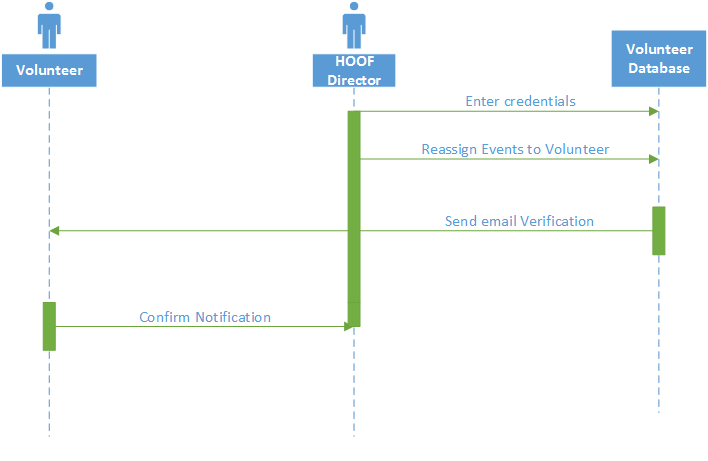 Volunteer
HOOF
Director
Volunteer
Database
Enter credentials
Reassign Events to Volunteer
Send email Verification
Confirm Notification